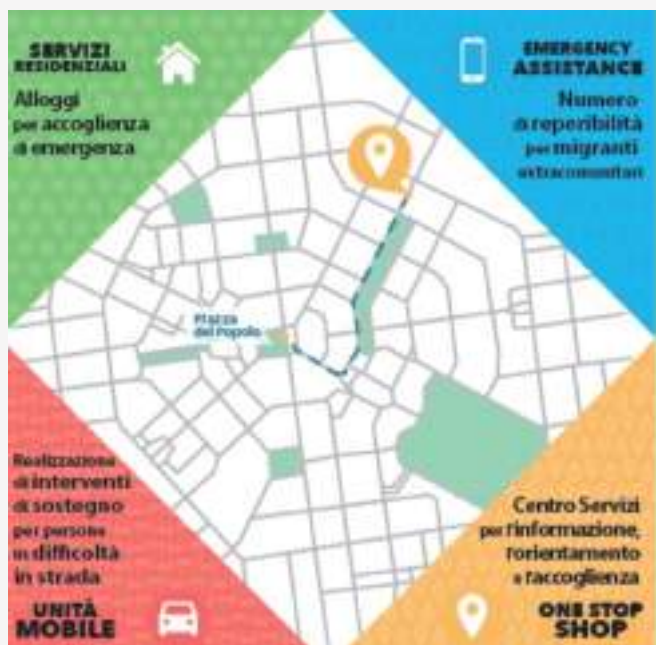 SERVIZI
RESIDENZIALI
Alloggi
per accoglienza
di emergenza
EMERGENCY
ASSISTANCE
Numero
di reperibilità
per migranti
extracomunitari
Piazza
del Popolo
Realizzazione
di interventi
di sostegno
per persone
in difficoltà
in strada
UNITÀ
MOBILE
Centro Servizi
per l'informazione,
l'orientamento
e l'accoglienza
ONE STOP
SHOP